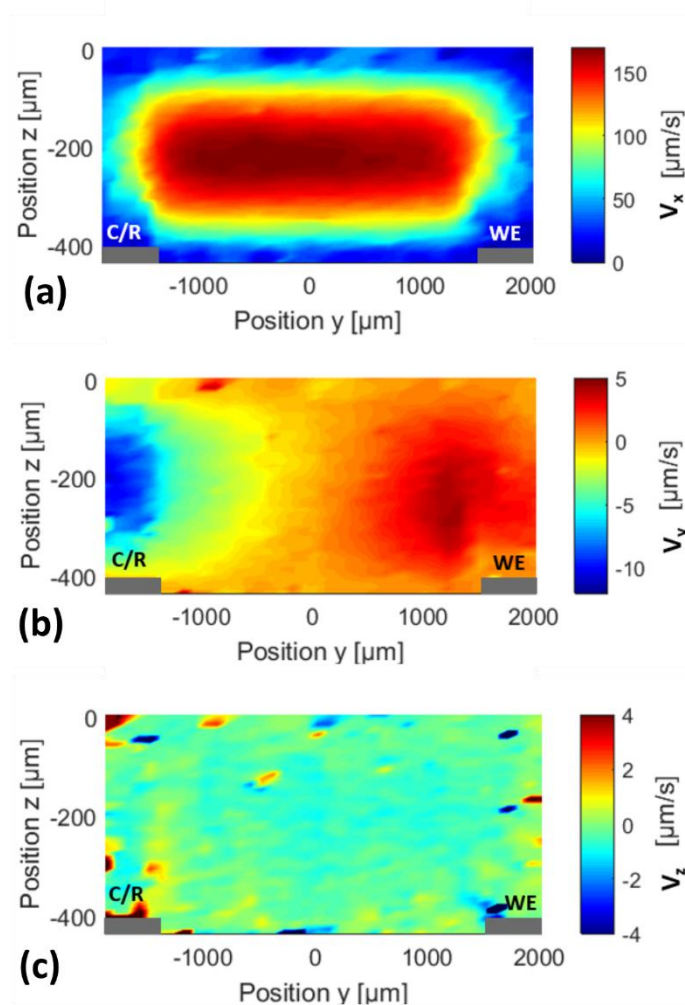 0
-200
-400
Position z [µm]
C/R
WE
-1000
0
1000
2000
Position y [µm]
150
100
50
0
Vx [µm/s]
(a)
0
-200
-400
Position z [µm]
C/R
WE
-1000
0
1000
2000
Position y [µm]
5
0
-5
-10
Vy [µm/s]
(b)
0
-200
-400
Position z [µm]
C/R
WE
-1000
0
1000
2000
Position y [µm]
4
2
0
-2
-4
Vz [µm/s]
(c)